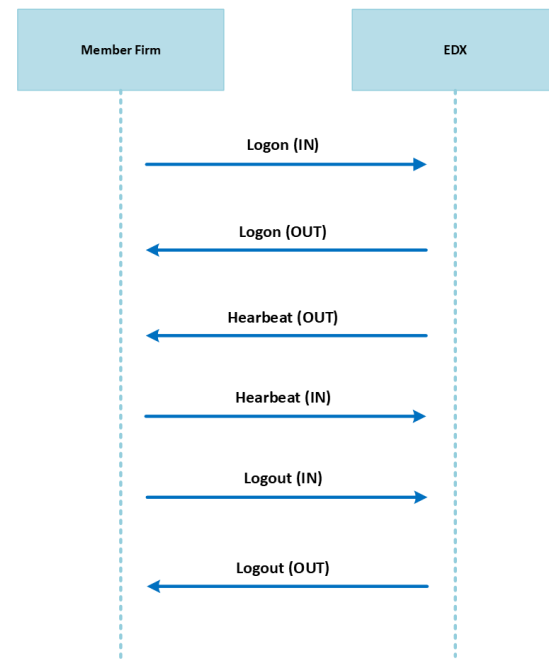 Member Firm
EDX
Logon (IN)
Logon (OUT)
Hearbeat (OUT)
Hearbeat (IN)
Logout (IN)
Logout (OUT)